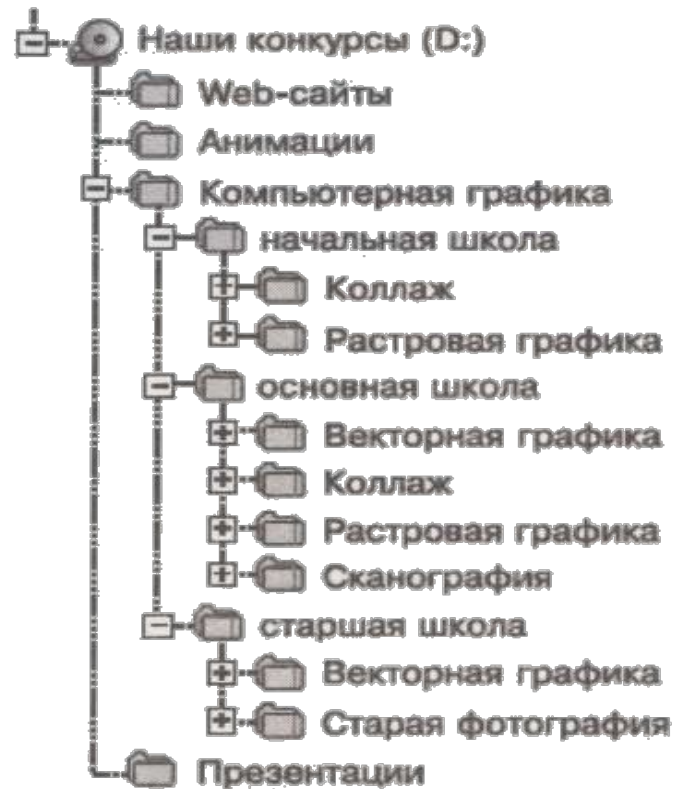 Наши конкурсы (D:)
Web-сайты
Анимации
Компьютерная графика
начальная школа
Коллаж
Растровая графика
основная школа
Векторная графика
Коллаж
Растровая графика
Сканография
старшая школа
Векторная графика
Старая фотография
Презентации